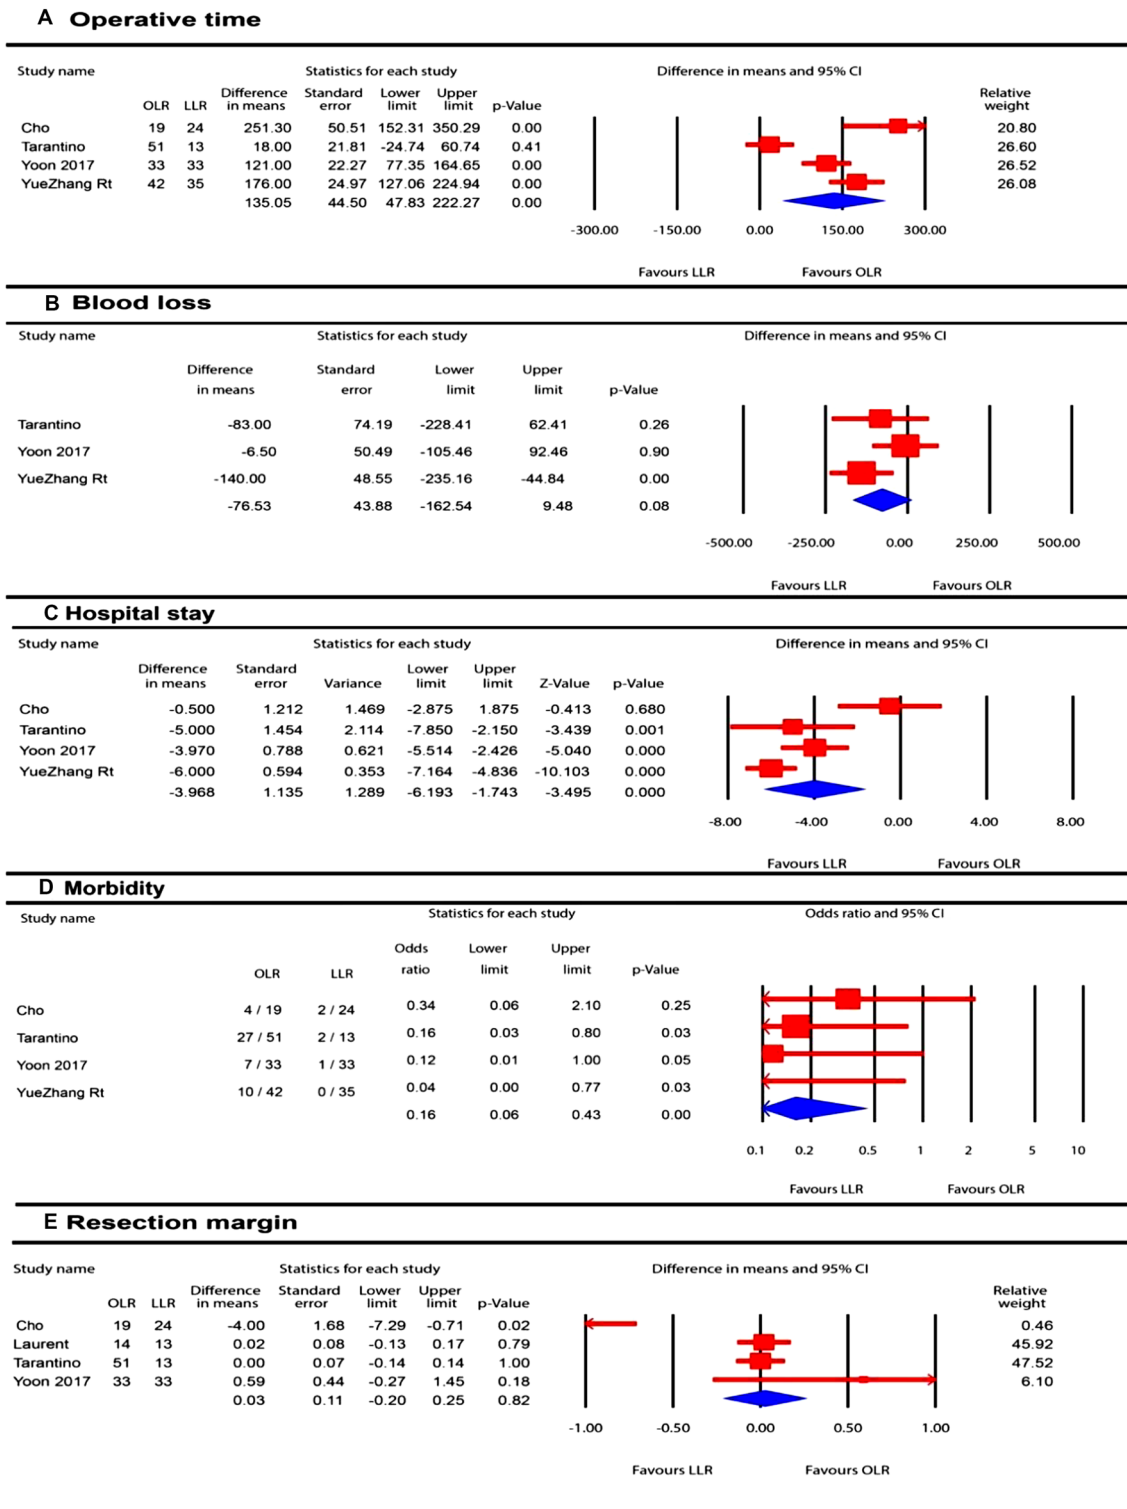 A Operative time
Study name Statistics for each study Difference in means and 95% CI
Difference Standard Lower Upper Relative
OLR LLR in means error limit limit p-Value weight
Cho 19 24 251.30 50.51 152.31 350.29 0.00 20.80
Tarantino 51 13 18.00 21.81 -24.74 60.74 0.41 26.60
Yoon 2017 33 33 121.00 22.27 77.35 164.65 0.00 26.52
YueZhang Rt 42 35 176.00 24.97 127.06 224.94 0.00 26.08
135.05 44.50 47.83 222.27 0.00
-300.00 -150.00 0.00 150.00 300.00
Favours LLR Favours OLR
B Blood loss
Study name Statistics for each study Difference in means and 95% CI
Difference Standard Lower Upper
in means error limit limit p-Value
Tarantino -83.00 74.19 -228.41 62.41 0.26
Yoon 2017 -6.50 50.49 -105.46 92.46 0.90
YueZhang Rt -140.00 48.55 -235.16 -44.84 0.00
-76.53 43.88 -162.54 9.48 0.08
-500.00 -250.00 0.00 250.00 500.00
Favours LLR Favours OLR
C Hospital stay
Study name Statistics for each study Difference in means and 95% CI
Difference Standard Lower Upper
in means error Variance limit limit Z-Value p-Value
Cho -0.500 1.212 1.469 -2.875 1.875 -0.413 0.680
Tarantino -5.000 1.454 2.114 -7.850 -2.150 -3.439 0.001
Yoon 2017 -3.970 0.788 0.621 -5.514 -2.426 -5.040 0.000
YueZhang Rt -6.000 0.594 0.353 -7.164 -4.836 -10.103 0.000
-3.968 1.135 1.289 -6.193 -1.743 -3.495 0.000
-8.00 -4.00 0.00 4.00 8.00
Favours LLR Favours OLR
D Morbidity
Study name Statistics for each study Odds ratio and 95% CI
Odds Lower Upper
OLR LLR ratio limit limit p-Value
Cho 4 / 19 2 / 24 0.34 0.06 2.10 0.25
Tarantino 27 / 51 2 / 13 0.16 0.03 0.80 0.03
Yoon 2017 7 / 33 1 / 33 0.12 0.01 1.00 0.05
YueZhang Rt 10 / 42 0 / 35 0.04 0.00 0.77 0.03
0.16 0.06 0.43 0.00
0.1 0.2 0.5 1 2 5 10
Favours LLR Favours OLR
E Resection margin
Study name Statistics for each study Difference in means and 95% CI
Difference Standard Lower Upper Relative
OLR LLR in means error limit limit p-Value weight
Cho 19 24 -4.00 1.68 -7.29 -0.71 0.02 0.46
Laurent 14 13 0.02 0.08 -0.13 0.17 0.79 45.92
Tarantino 51 13 0.00 0.07 -0.14 0.14 1.00 47.52
Yoon 2017 33 33 0.59 0.44 -0.27 1.45 0.18 6.10
0.03 0.11 -0.20 0.25 0.82
-1.00 -0.50 0.00 0.50 1.00
Favours LLR Favours OLR